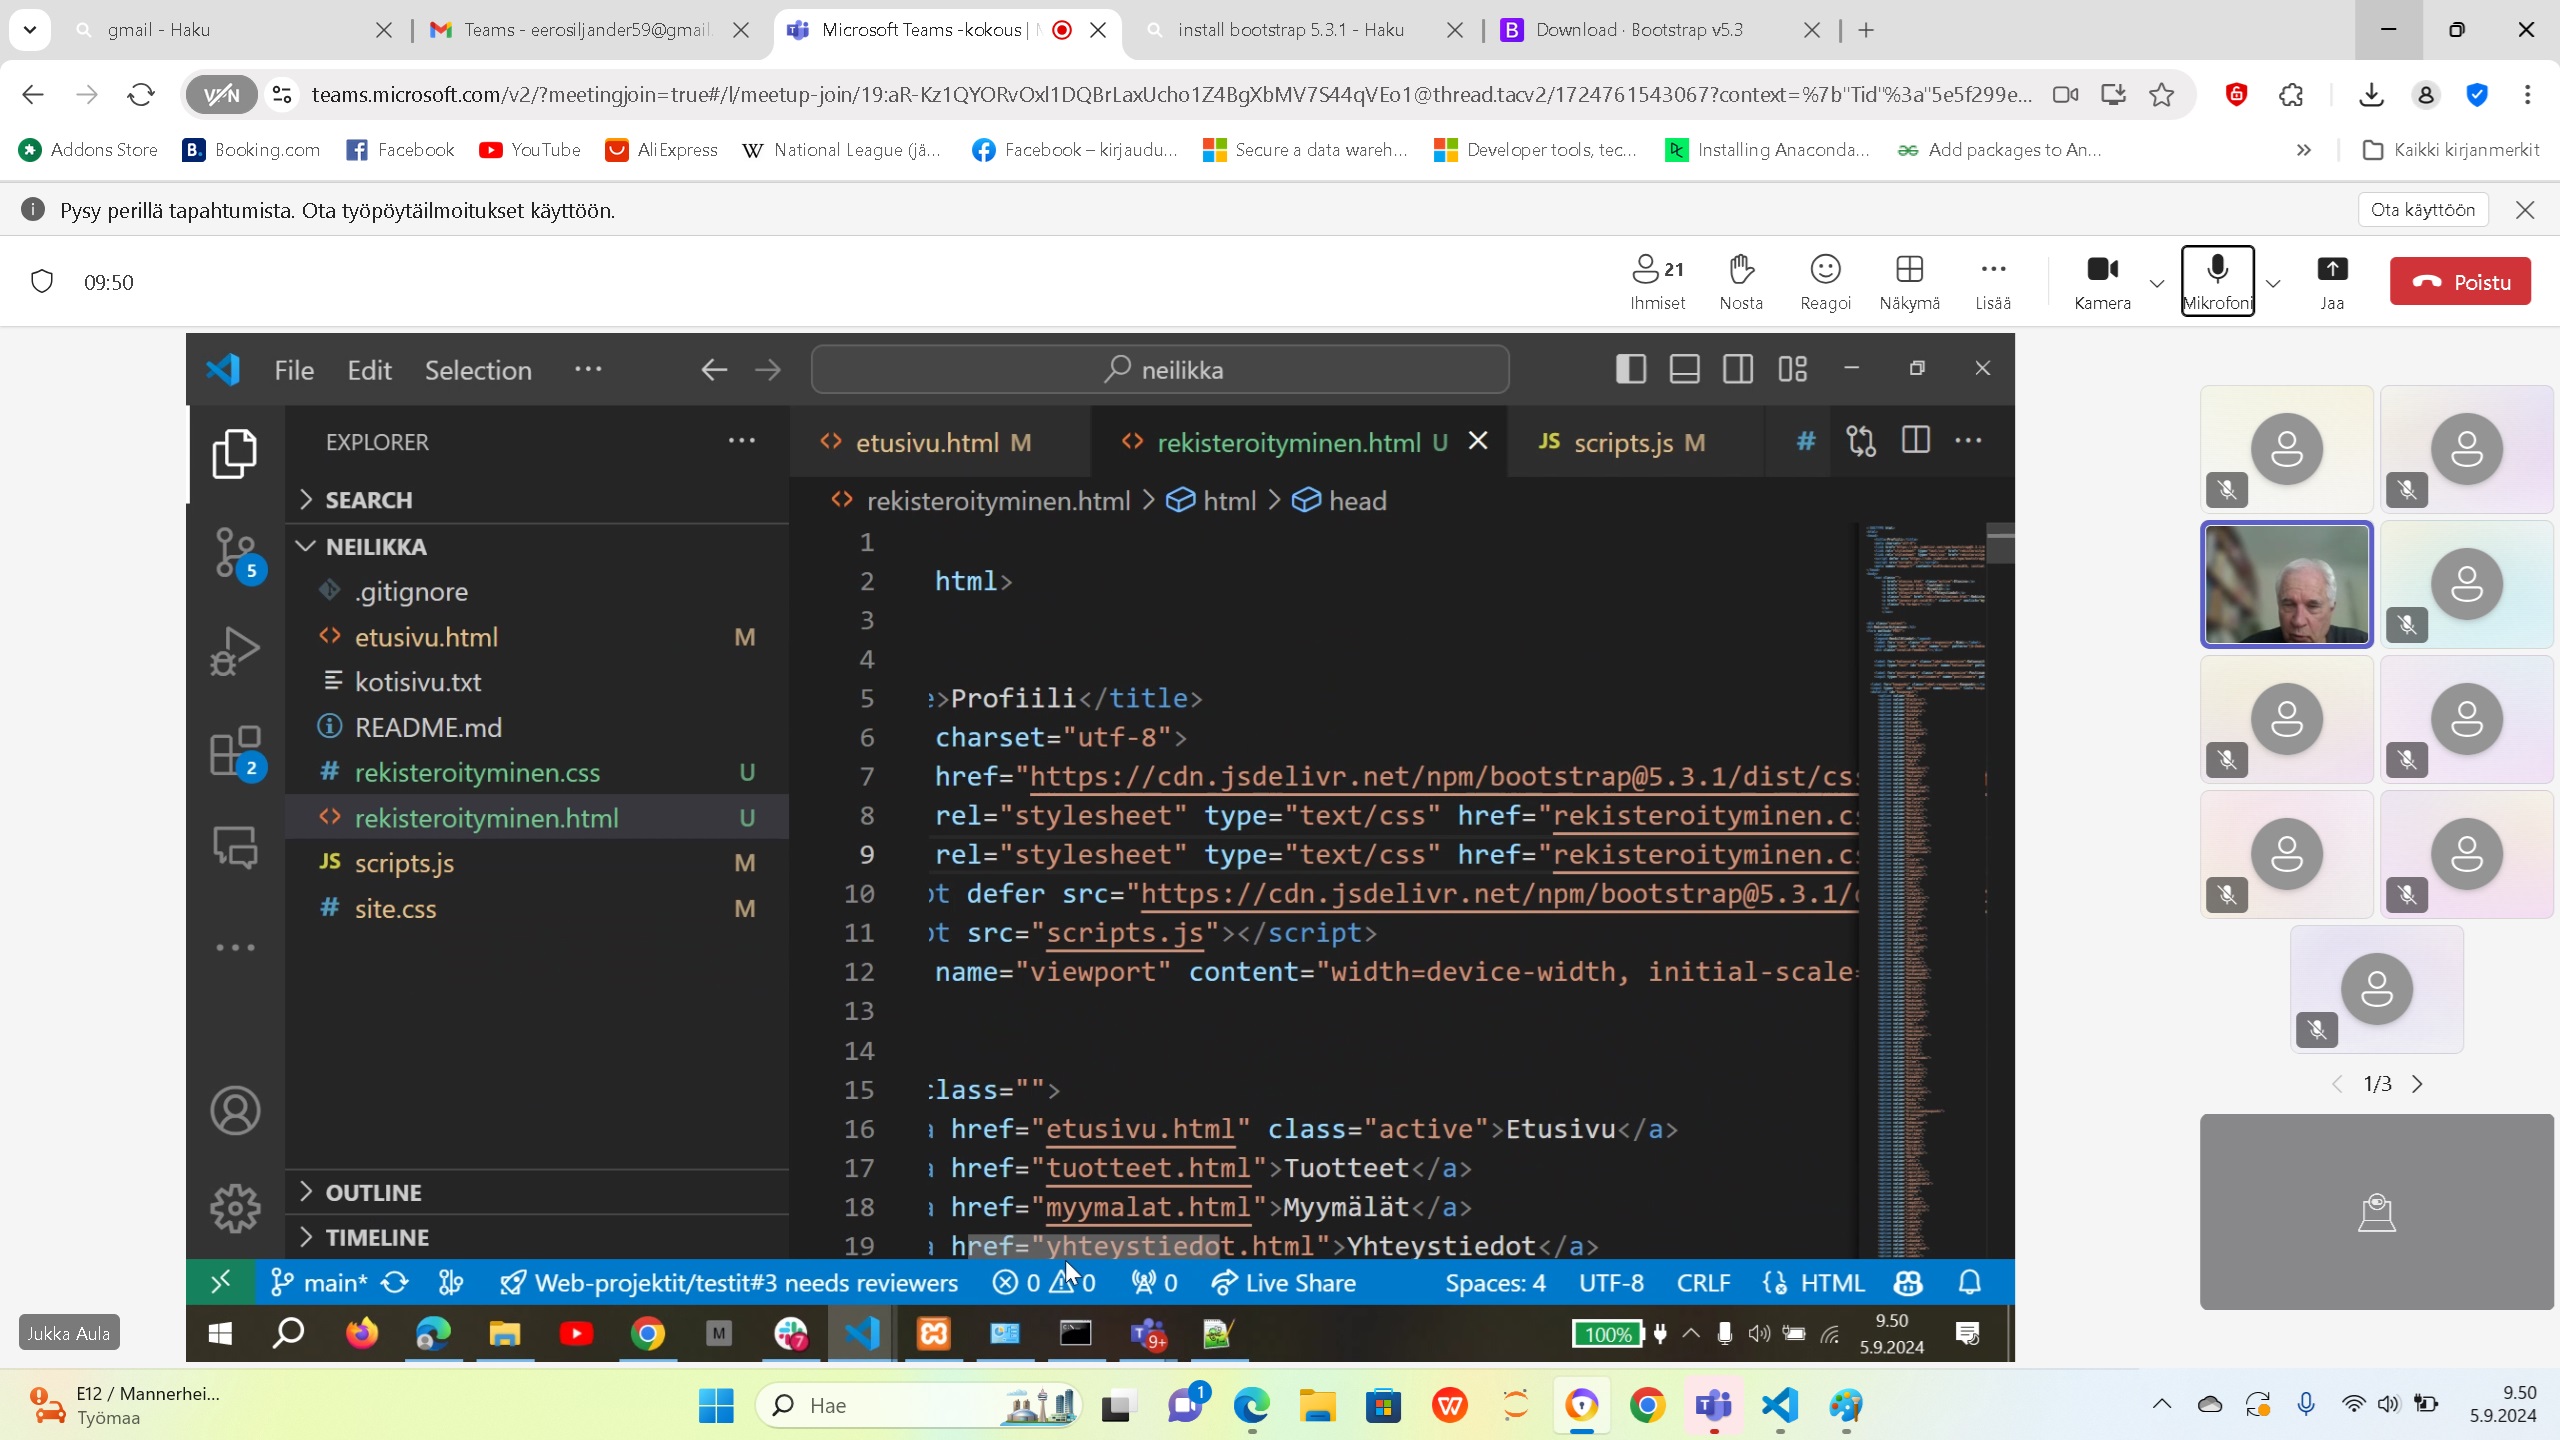 gmail - Haku
Teams - eerosiljander59@gmail.
Microsoft Teams -kokous |
install bootstrap 5.3.1 - Haku
Download · Bootstrap v5.3
VPN
teams.microsoft.com/v2/?meetingjoin=true#/l/meetup-join/19:aR-Kz1QYORvOxl1DQBrLaxUcho1Z4BgXbMV7S44qVEo1@thread.tacv2/1724761543067?context=%7b"Tid"%3a"5e5f299e...
Addons Store
Booking.com
Facebook
YouTube
AliExpress
National League (jä...
Facebook – kirjaudu...
Secure a data wareh...
Developer tools, tec...
Installing Anaconda...
Add packages to An...
Kaikki kirjanmerkit
Pysy perillä tapahtumista. Ota työpöytäilmoitukset käyttöön.
Ota käyttöön
09:50
21
Ihmiset
Nosta
Reagoi
Näkymä
Lisää
Kamera
Mikrofoni
Jaa
Poistu
File Edit Selection ···
neilikka
EXPLORER
SEARCH
NEILIKKA
.gitignore
etusivu.html M
kotisivu.txt
README.md
rekisteroityminen.css U
rekisteroityminen.html U
scripts.js M
site.css M
OUTLINE
TIMELINE
5
2
etusivu.html M
rekisteroityminen.html U
JS scripts.js M
#
rekisteroityminen.html > html > head
1
2 html>
3
4
5 e>Profiili</title>
6 charset="utf-8">
7 href="https://cdn.jsdelivr.net/npm/bootstrap@5.3.1/dist/cs
8 rel="stylesheet" type="text/css" href="rekisteroityminen.c
9 rel="stylesheet" type="text/css" href="rekisteroityminen.c
10 pt defer src="https://cdn.jsdelivr.net/npm/bootstrap@5.3.1/
11 pt src="scripts.js"></script>
12 name="viewport" content="width=device-width, initial-scale=
13
14
15 class="">
16 a href="etusivu.html" class="active">Etusivu</a>
17 a href="tuotteet.html">Tuotteet</a>
18 a href="myymalat.html">Myymälät</a>
19 a href="yhteystiedot.html">Yhteystiedot</a>
main*
Web-projektit/testit#3 needs reviewers
0
0
0
Live Share
Spaces: 4
UTF-8
CRLF
HTML
100%
9.50
5.9.2024
M
7
9+
1/3
Jukka Aula
E12 / Mannerhei...
Työmaa
Hae
1
9.50
5.9.2024